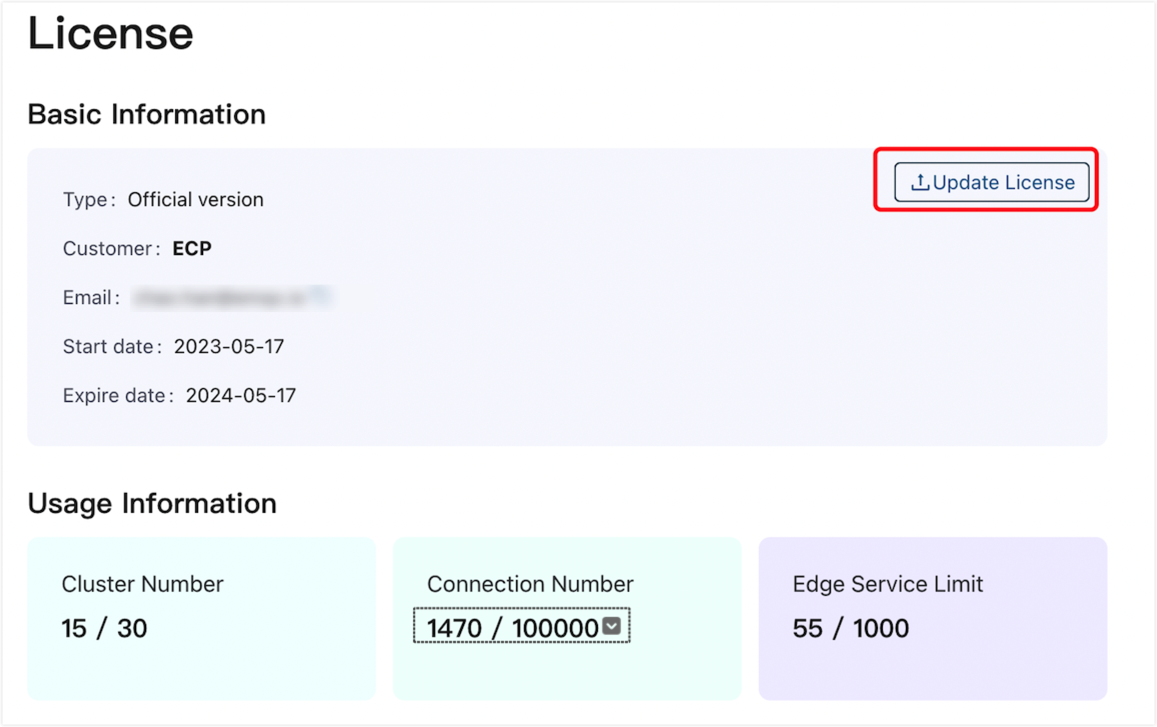 License
Basic Information
Update License
Type: Official version
Customer: ECP
Email:
Start date: 2023-05-17
Expire date: 2024-05-17
Usage Information
Cluster Number
15 / 30
Connection Number
1470 / 100000
Edge Service Limit
55 / 1000